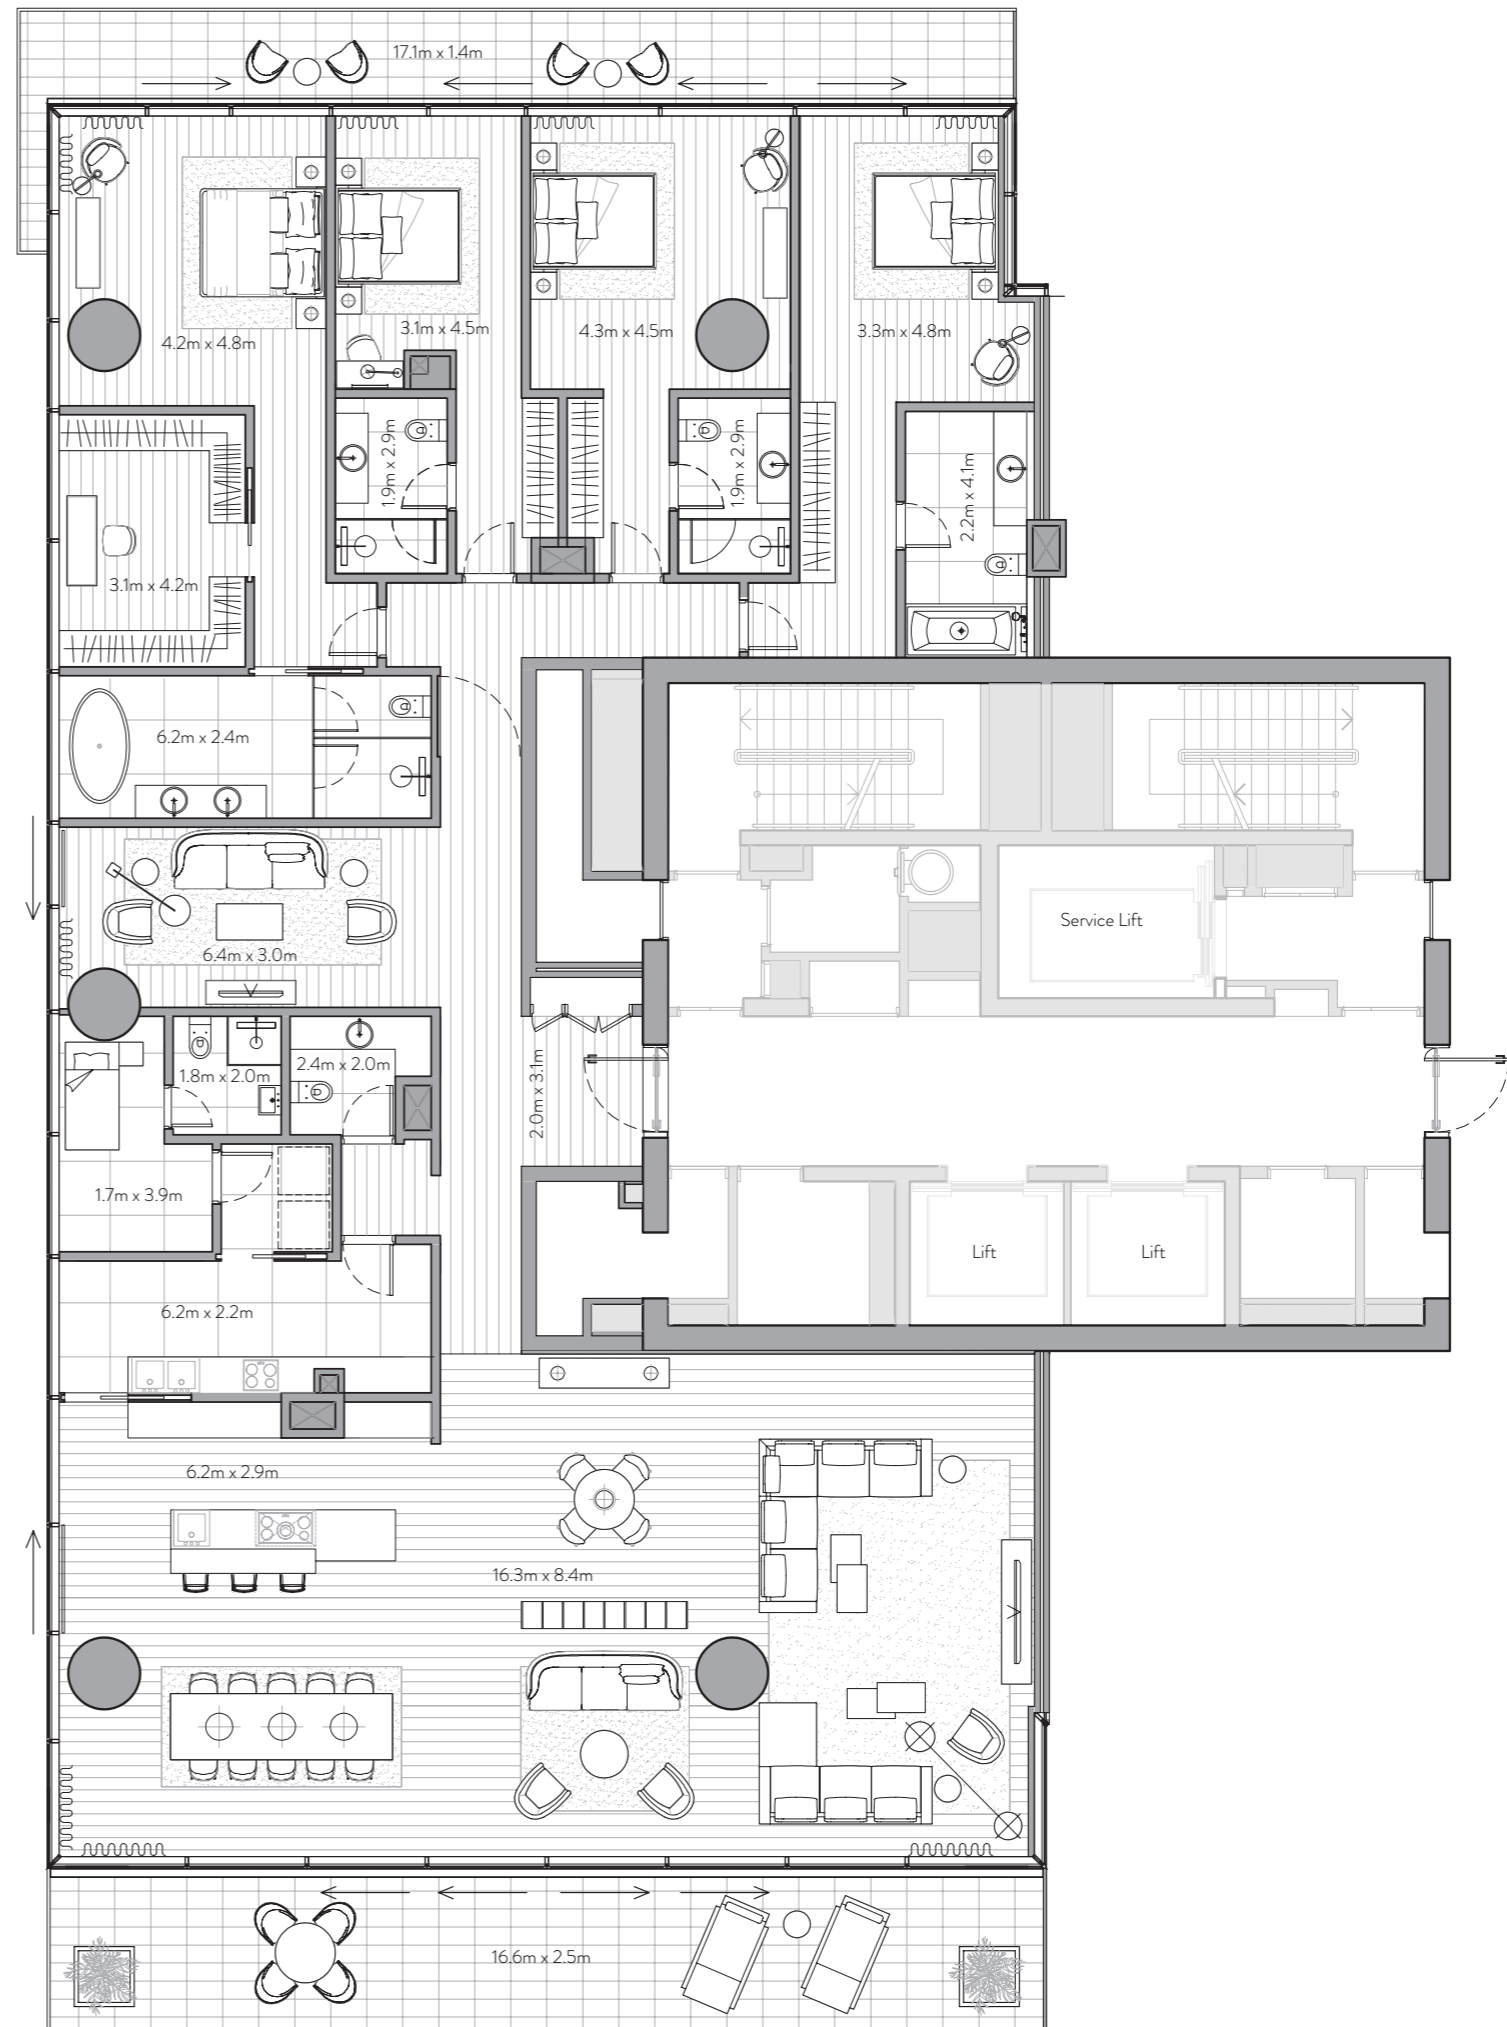 17.1m x 1.4m
4.2m x 4.8m
3.1m x 4.5m
4.3m x 4.5m
3.3m x 4.8m
1.9m x 2.9m
1.9m x 2.9m
2.2m x 4.1m
3.1m x 4.2m
6.2m x 2.4m
Service Lift
6.4m x 3.0m
1.8m x 2.0m
2.4m x 2.0m
2.0m x 3.1m
1.7m x 3.9m
Lift
Lift
6.2m x 2.2m
6.2m x 2.9m
16.3m x 8.4m
16.6m x 2.5m